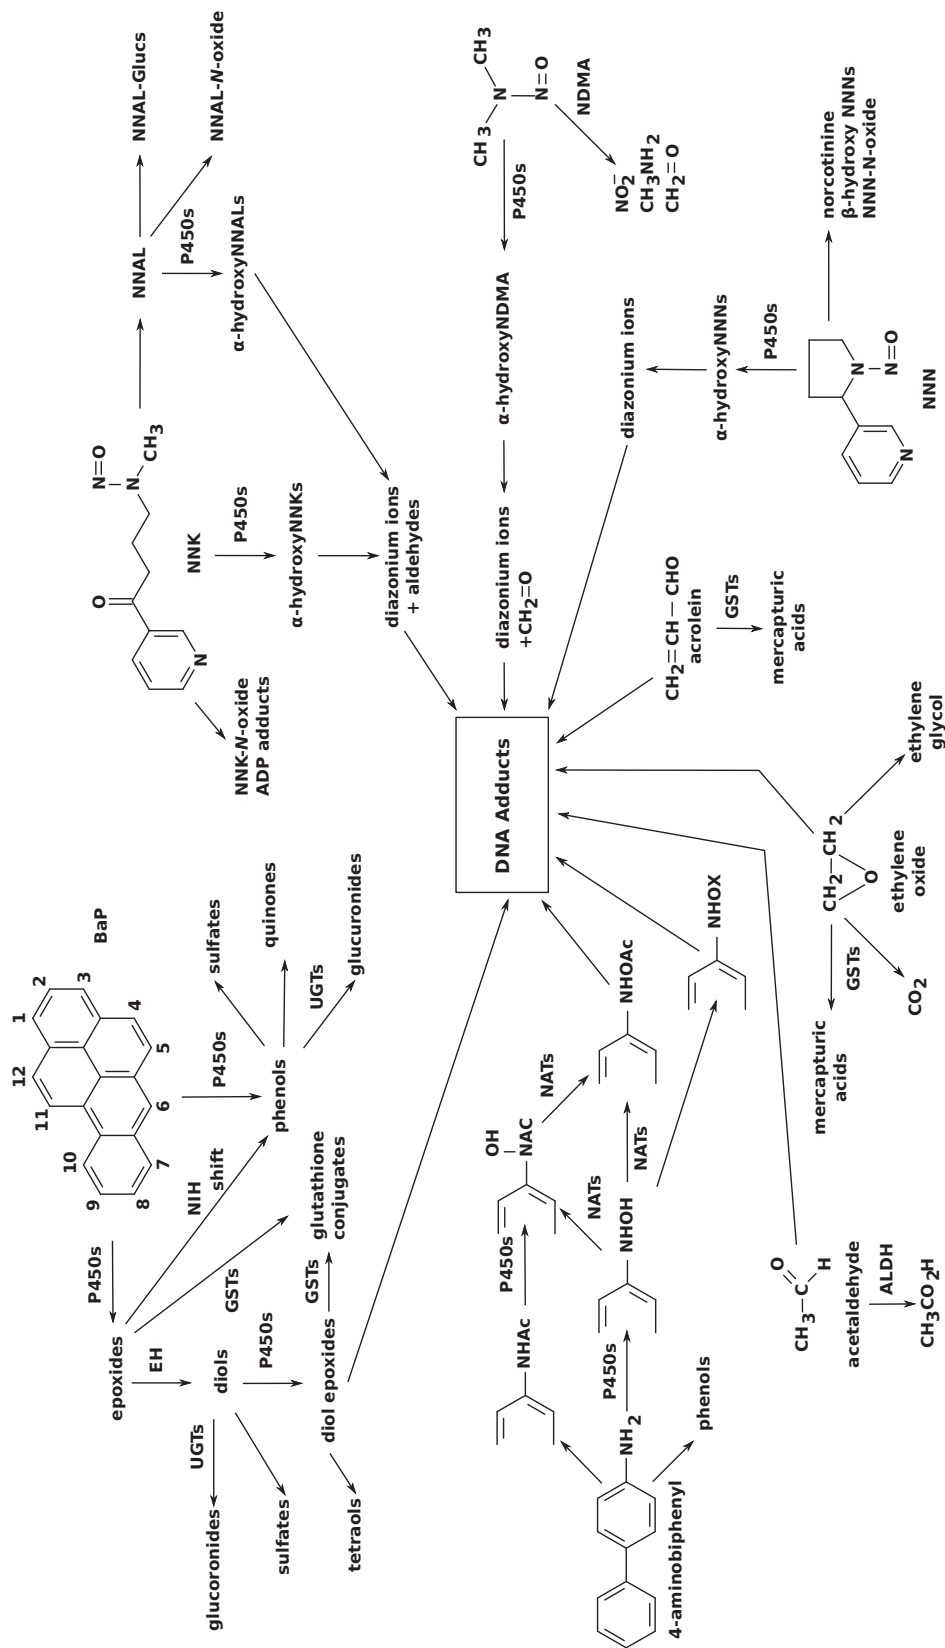 BaP
1
2
3
4
5
6
7
8
9
10
11
12
P450s
epoxides
EH
diols
UGTs
glucoronides
sulfates
P450s
diol epoxides
tetraols
GSTs
glutathione
conjugates
GSTs
NIH
shift
P450s
phenols
sulfates
quinones
UGTs
glucuronides
O
N
N=O
N
CH3
NNK
NNK-N-oxide
ADP adducts
P450s
α-hydroxyNNKs
diazonium ions
+ aldehydes
NNAL
NNAL-Glucs
NNAL-N-oxide
P450s
α-hydroxyNNALs
DNA Adducts
CH3
CH3
N
N=O
NDMA
P450s
α-hydroxyNDMA
diazonium ions
+CH2=O
NO2−
CH3NH2
CH2=O
N
N
N=O
NNN
P450s
α-hydroxyNNNs
diazonium ions
norcotinine
β-hydroxy NNNs
NNN-N-oxide
CH2=CH–CHO
acrolein
GSTs
mercapturic
acids
CH2–CH2
O
ethylene
oxide
ethylene
glycol
GSTs
mercapturic
acids
CO2
CH3–C
O
H
acetaldehyde
ALDH
CH3CO2H
4-aminobiphenyl
NH2
phenols
NHAc
P450s
P450s
NHOH
OH
NAC
NATs
NATs
NATs
NHOAc
NHOX